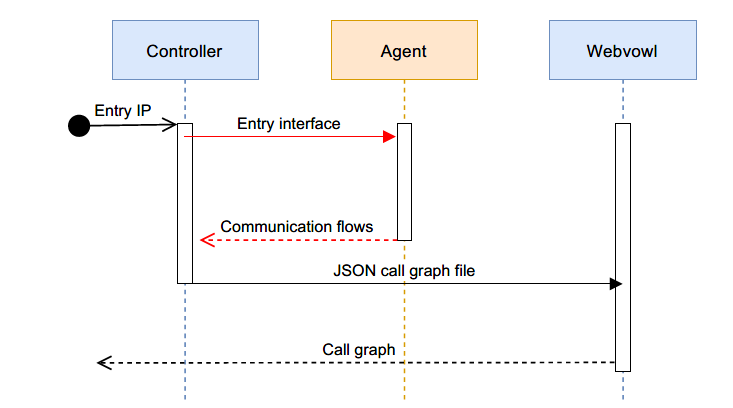 Controller
Agent
Webvowl
Entry IP
Entry interface
Communication flows
JSON call graph file
Call graph